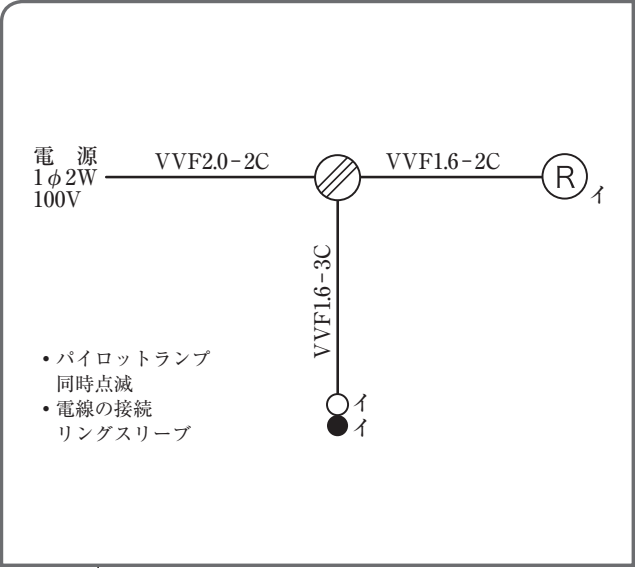 電 源
1φ2W
100V
VVF2.0-2C
VVF1.6-2C
R
イ
VVF1.6-3C
イ
イ
•パイロットランプ
同時点滅
•電線の接続
リングスリーブ